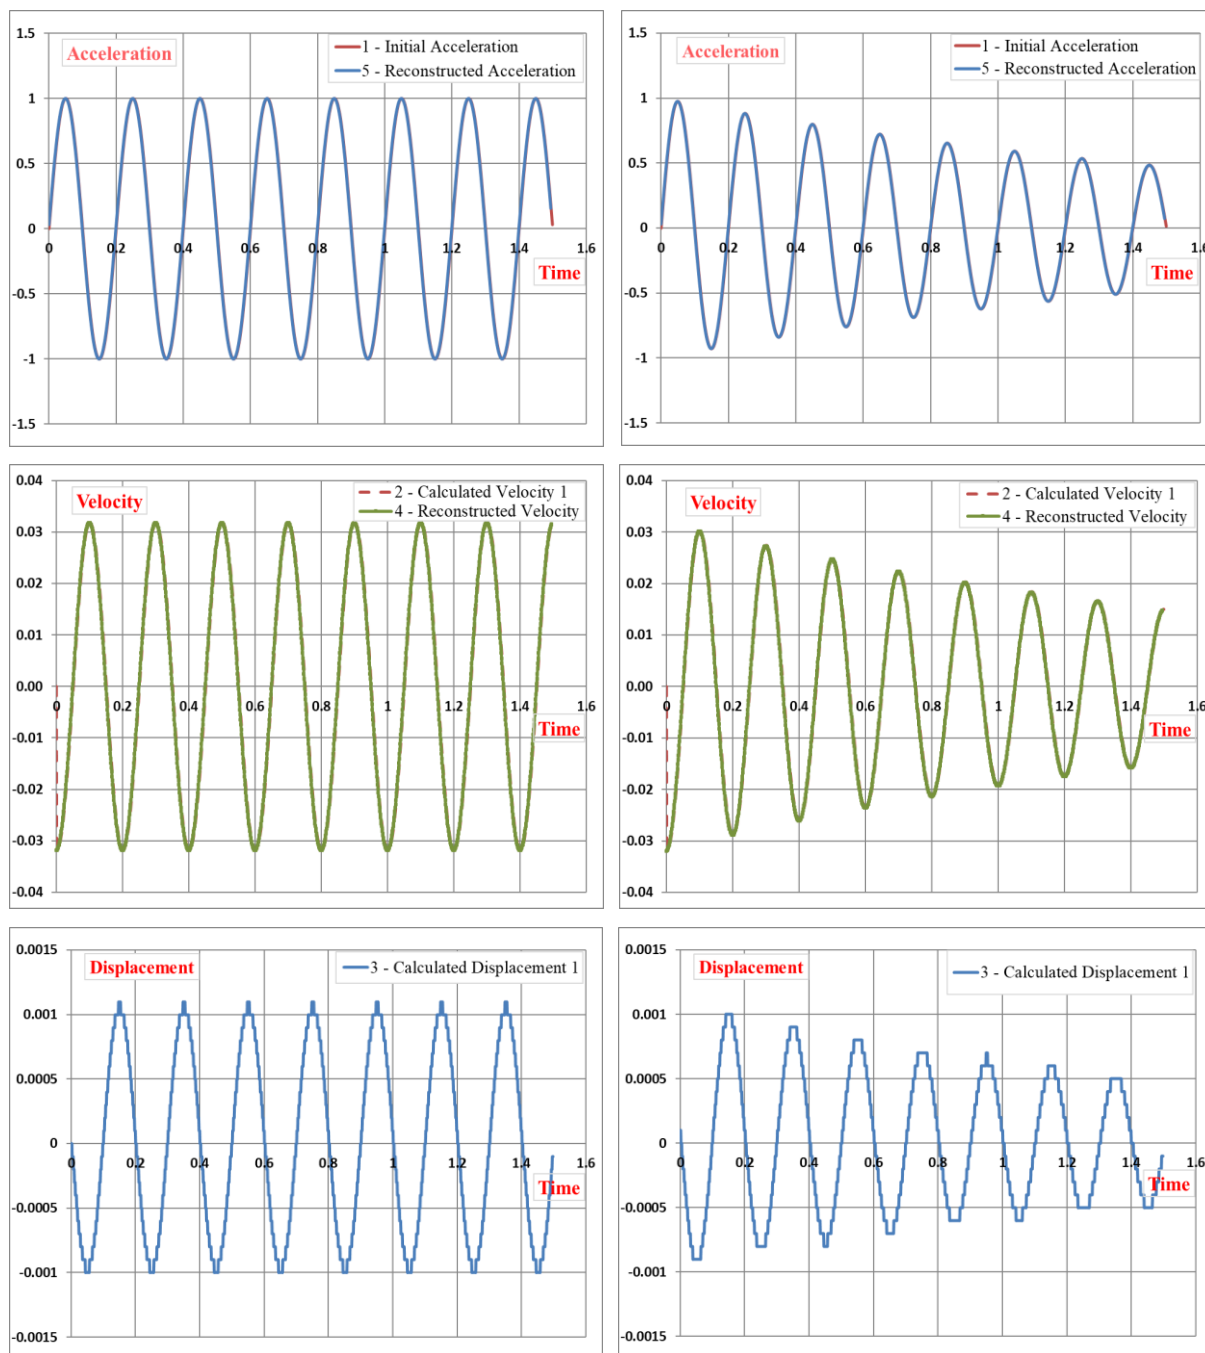 1.5
Acceleration
1 - Initial Acceleration
5 - Reconstructed Acceleration
1
0.5
0
0 0.2 0.4 0.6 0.8 1 1.2 1.4 1.6
Time
-0.5
-1
-1.5
1.5
Acceleration
1 - Initial Acceleration
5 - Reconstructed Acceleration
1
0.5
0
0 0.2 0.4 0.6 0.8 1 1.2 1.4 1.6
Time
-0.5
-1
-1.5
0.04
Velocity
2 - Calculated Velocity 1
4 - Reconstructed Velocity
0.03
0.02
0.01
0.00
0 0.2 0.4 0.6 0.8 1 1.2 1.4 1.6
Time
-0.01
-0.02
-0.03
-0.04
0.04
Velocity
2 - Calculated Velocity 1
4 - Reconstructed Velocity
0.03
0.02
0.01
0.00
0 0.2 0.4 0.6 0.8 1 1.2 1.4 1.6
Time
-0.01
-0.02
-0.03
-0.04
0.0015
Displacement
3 - Calculated Displacement 1
0.001
0.0005
0
0 0.2 0.4 0.6 0.8 1 1.2 1.4 1.6
Time
-0.0005
-0.001
-0.0015
0.0015
Displacement
3 - Calculated Displacement 1
0.001
0.0005
0
0 0.2 0.4 0.6 0.8 1 1.2 1.4 1.6
Time
-0.0005
-0.001
-0.0015